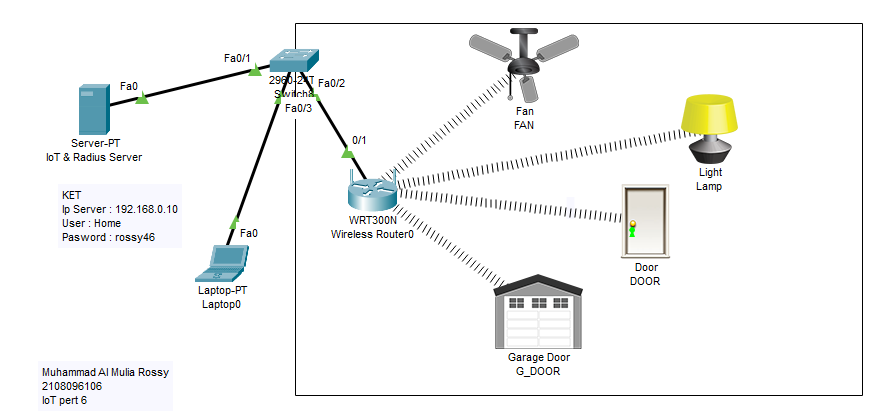 Fa0/1
2960-24T
Fa0/2
Fa0
Fa0/3
Server-PT
IoT & Radius Server
KET
Ip Server : 192.168.0.10
User : Home
Pasword : rossy46
Fa0
Laptop-PT
Laptop0
0/1
WRT300N
Wireless Router0
Fan
FAN
Light
Lamp
Door
DOOR
Garage Door
G_DOOR
Muhammad Al Mulia Rossy
2108096106
IoT pert 6